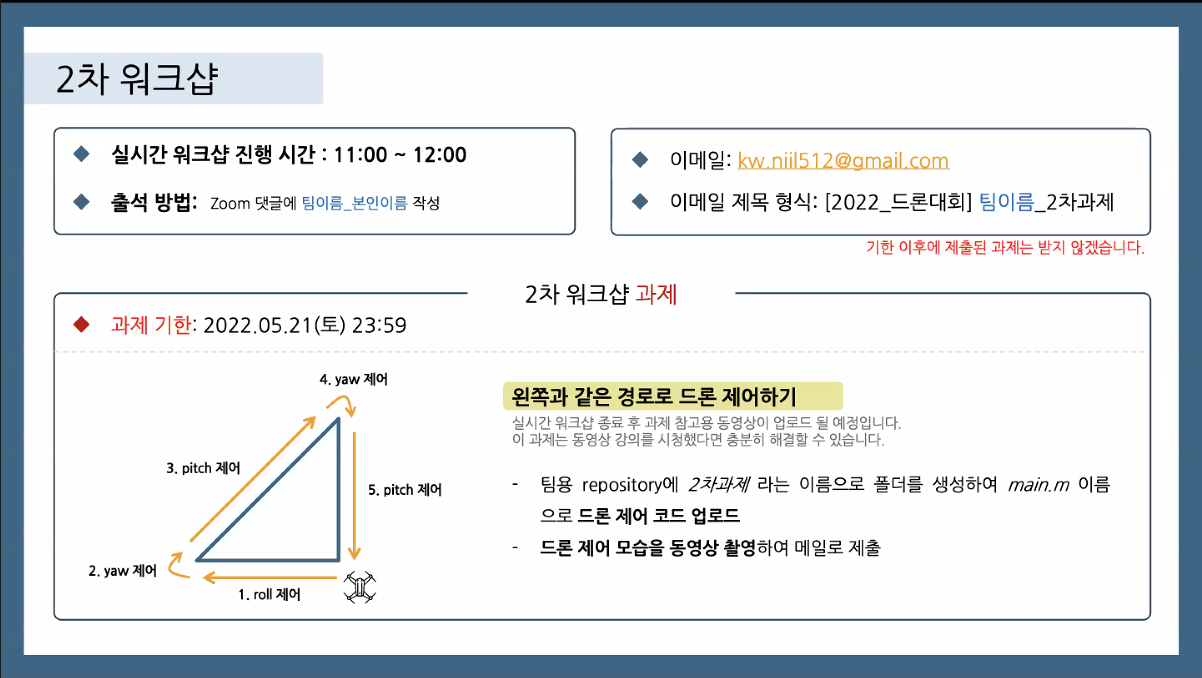 2차 워크샵
실시간 워크샵 진행 시간 : 11:00 ~ 12:00
출석 방법: Zoom 댓글에 팀이름_본인이름 작성
이메일: kw.niil512@gmail.com
이메일 제목 형식: [2022_드론대회] 팀이름_2차과제
기한 이후에 제출된 과제는 받지 않겠습니다.
2차 워크샵 과제
과제 기한: 2022.05.21(토) 23:59
4. yaw 제어
3. pitch 제어
5. pitch 제어
2. yaw 제어
1. roll 제어
왼쪽과 같은 경로로 드론 제어하기
실시간 워크샵 종료 후 과제 참고용 동영상이 업로드 될 예정입니다.
이 과제는 동영상 강의를 시청했다면 충분히 해결할 수 있습니다.
- 팀용 repository에 2차과제 라는 이름으로 폴더를 생성하여 main.m 이름
으로 드론 제어 코드 업로드
- 드론 제어 모습을 동영상 촬영하여 메일로 제출